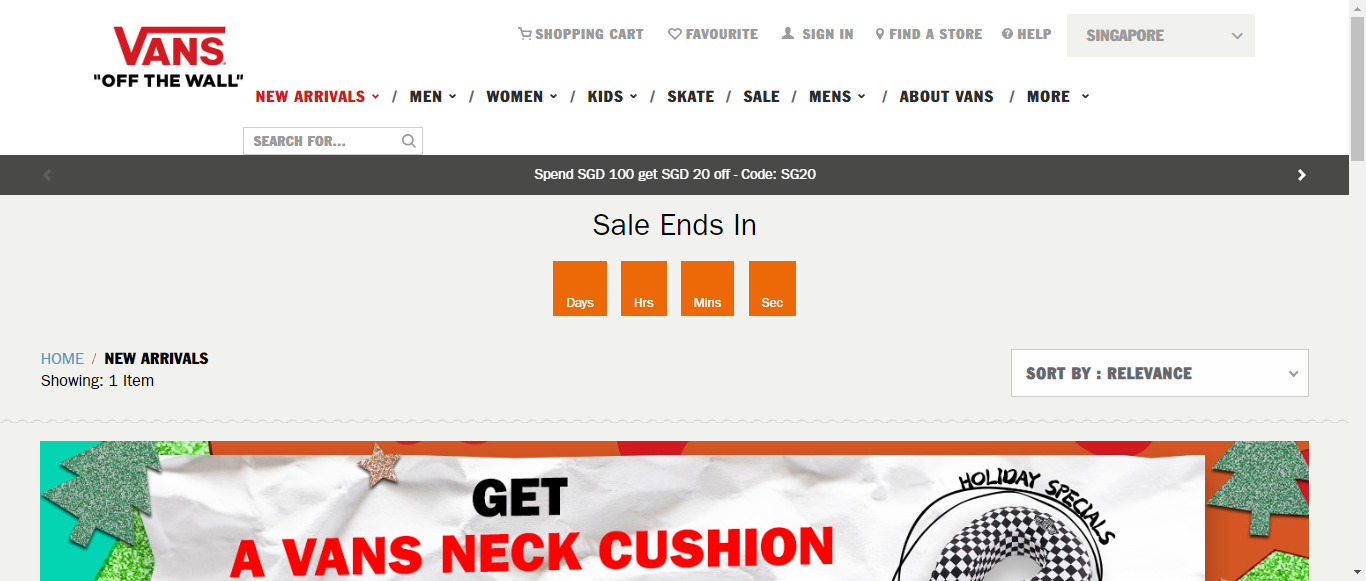 VANS
"OFF THE WALL"
SHOPPING CART FAVOURITE SIGN IN FIND A STORE HELP SINGAPORE
NEW ARRIVALS / MEN / WOMEN / KIDS / SKATE / SALE / MENS / ABOUT VANS / MORE
SEARCH FOR...
Spend SGD 100 get SGD 20 off - Code: SG20
Sale Ends In
Days Hrs Mins Sec
HOME / NEW ARRIVALS
Showing: 1 Item
SORT BY : RELEVANCE
HOLIDAY SPECIALS
GET
A VANS NECK CUSHION